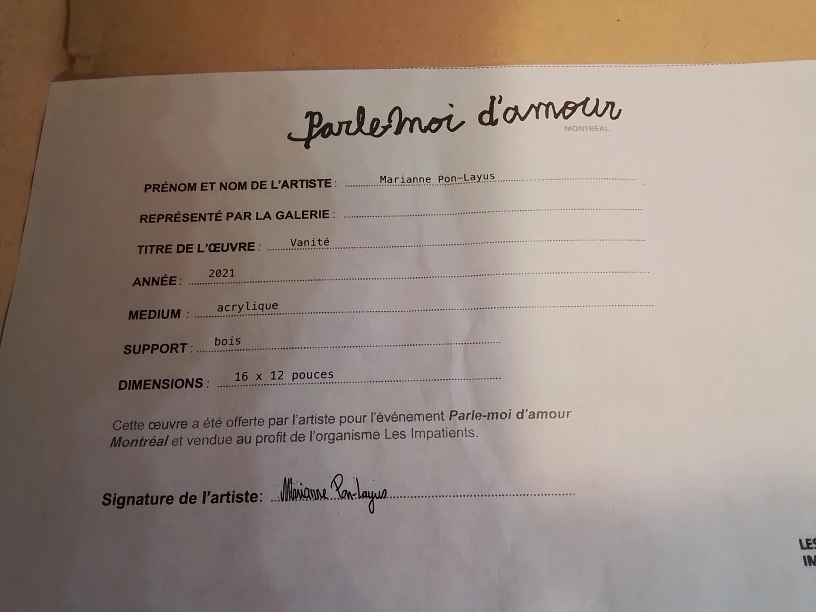 Parle-moi d'amour
MONTRÉAL
PRÉNOM ET NOM DE L'ARTISTE : Marianne Pon-Layus
REPRÉSENTÉ PAR LA GALERIE :
TITRE DE L'ŒUVRE : Vanité
ANNÉE : 2021
MEDIUM : acrylique
SUPPORT : bois
DIMENSIONS : 16 x 12 pouces
Cette œuvre a été offerte par l'artiste pour l'événement Parle-moi d'amour
Montréal et vendue au profit de l'organisme Les Impatients.
Signature de l'artiste: Marianne Pon-Layus
LES